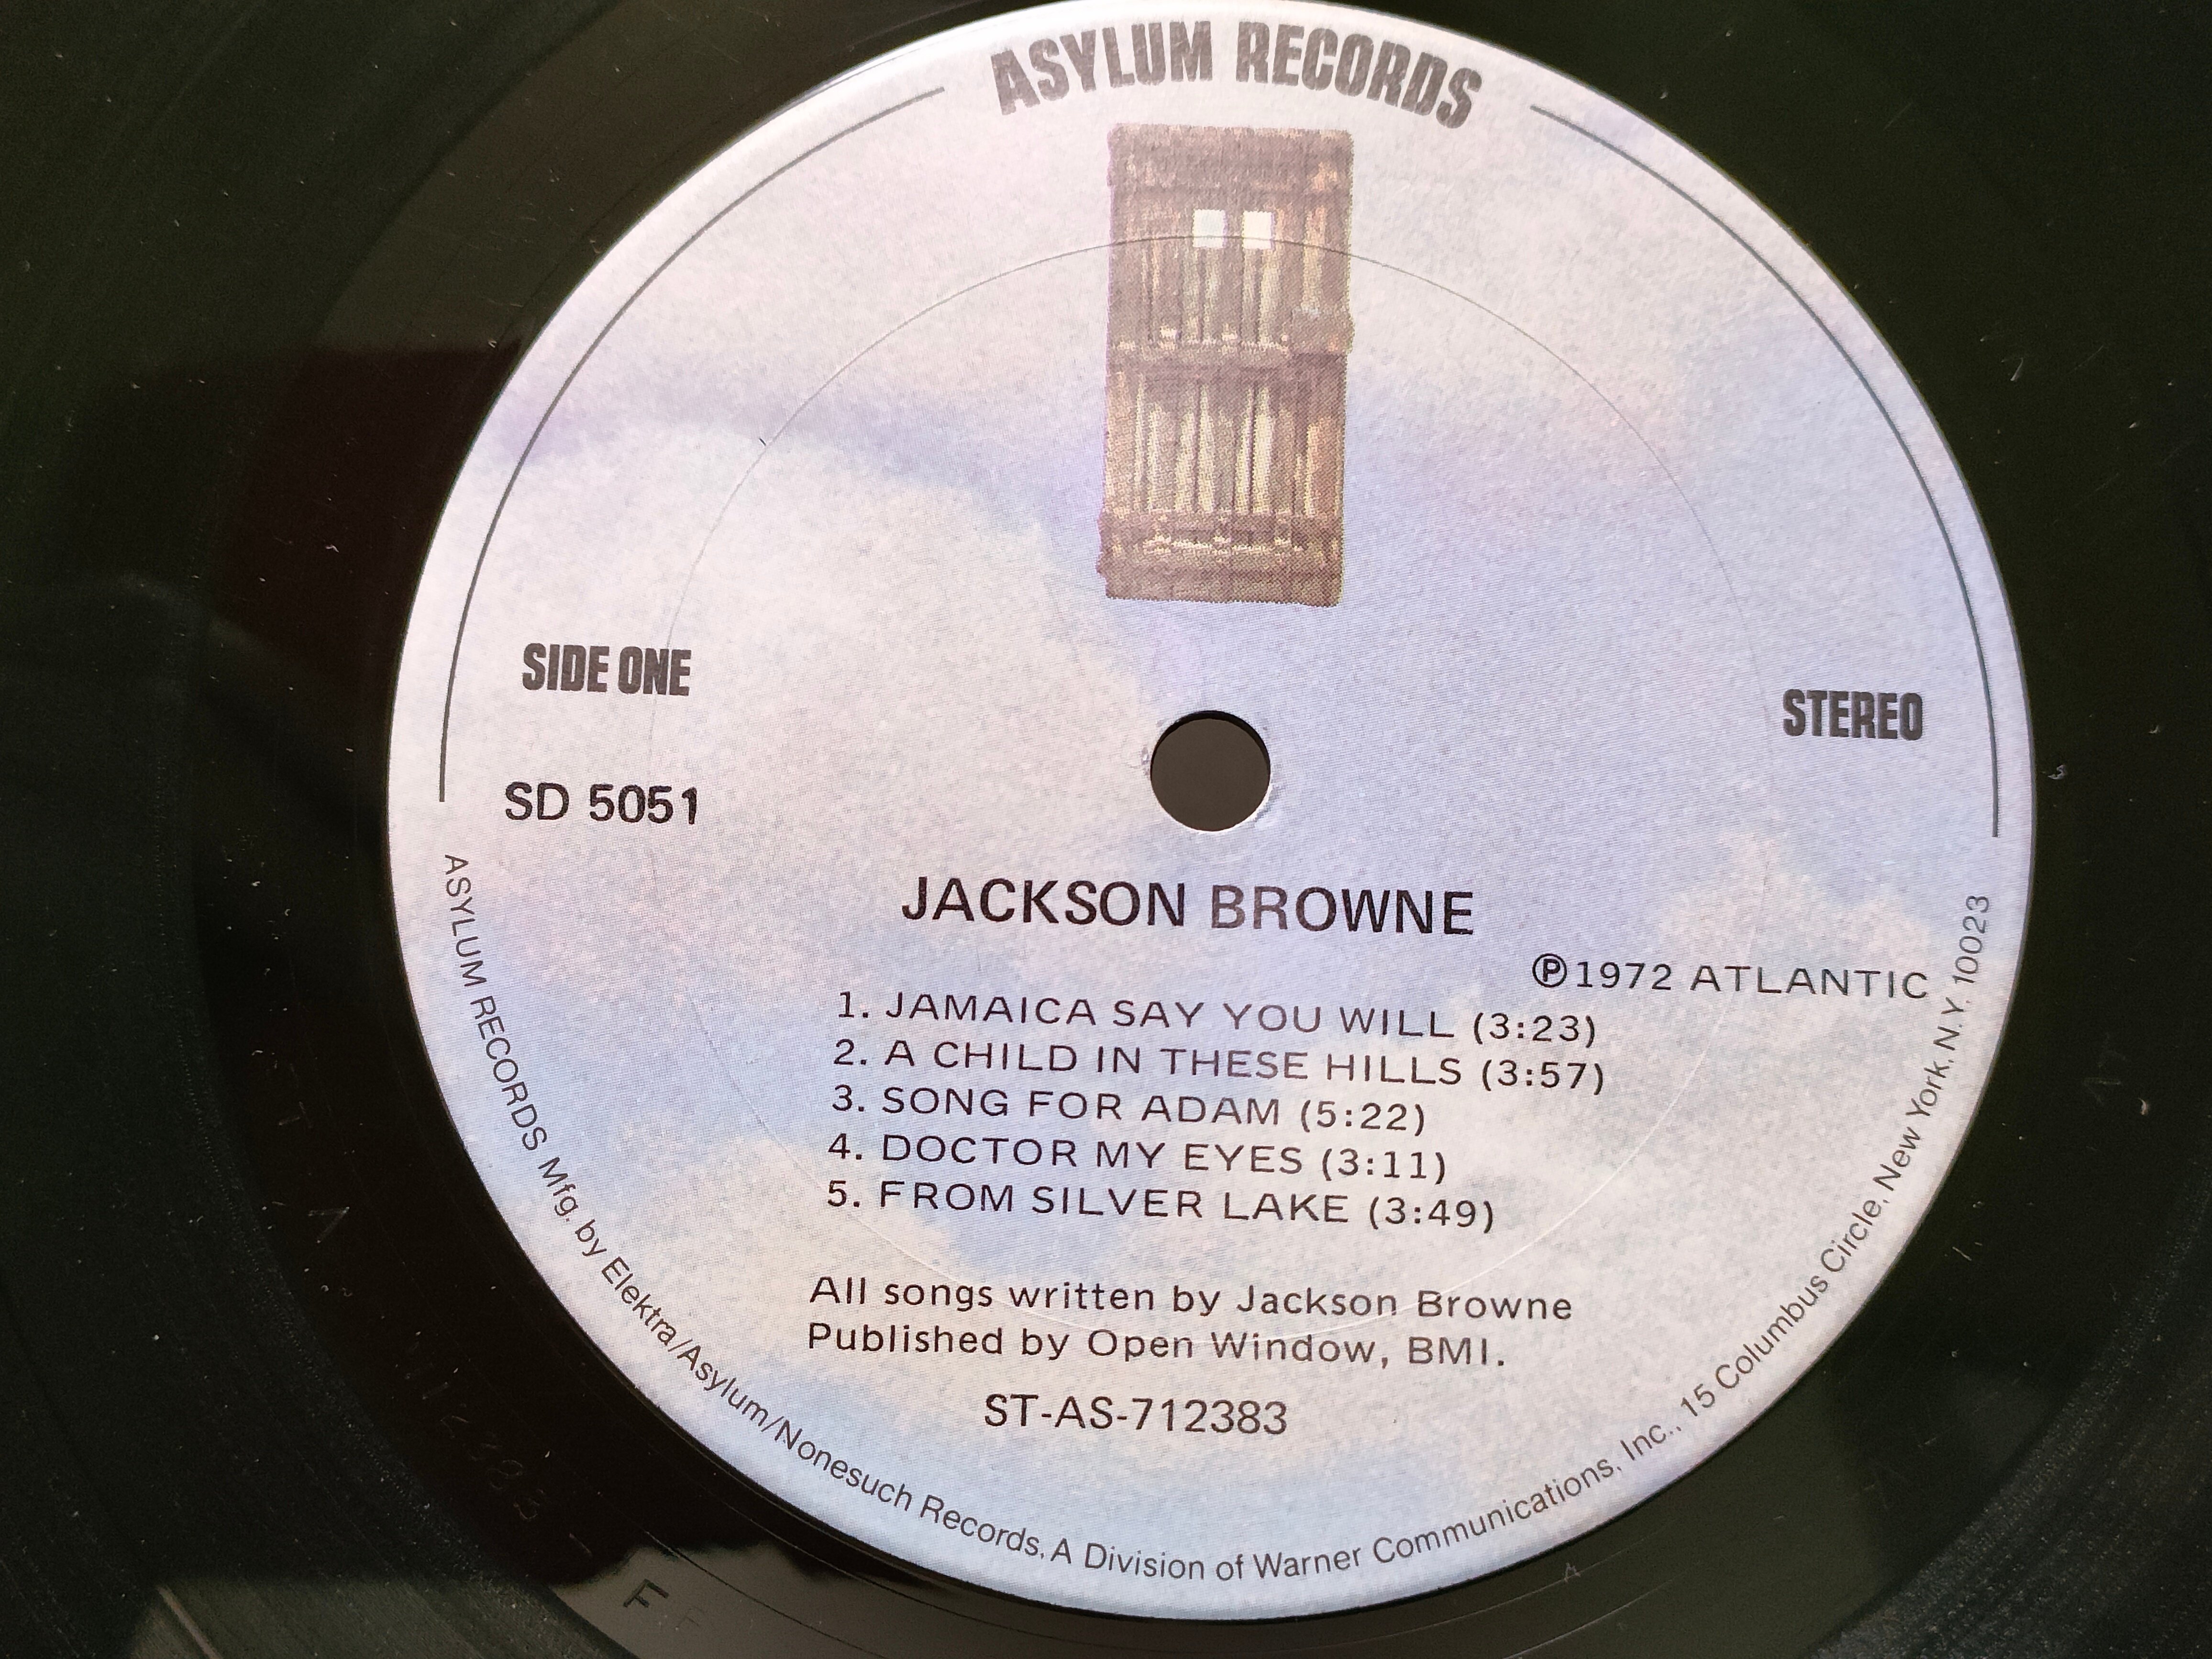 ASYLUM RECORDS
SIDE ONE
STEREO
SD 5051
JACKSON BROWNE
Ⓟ1972 ATLANTIC
1. JAMAICA SAY YOU WILL (3:23)
2. A CHILD IN THESE HILLS (3:57)
3. SONG FOR ADAM (5:22)
4. DOCTOR MY EYES (3:11)
5. FROM SILVER LAKE (3:49)
All songs written by Jackson Browne
Published by Open Window, BMI.
ST-AS-712383
ASYLUM RECORDS Mfg. by Elektra/Asylum/Nonesuch Records, A Division of Warner Communications, Inc., 15 Columbus Circle, New York, N.Y. 10023
F